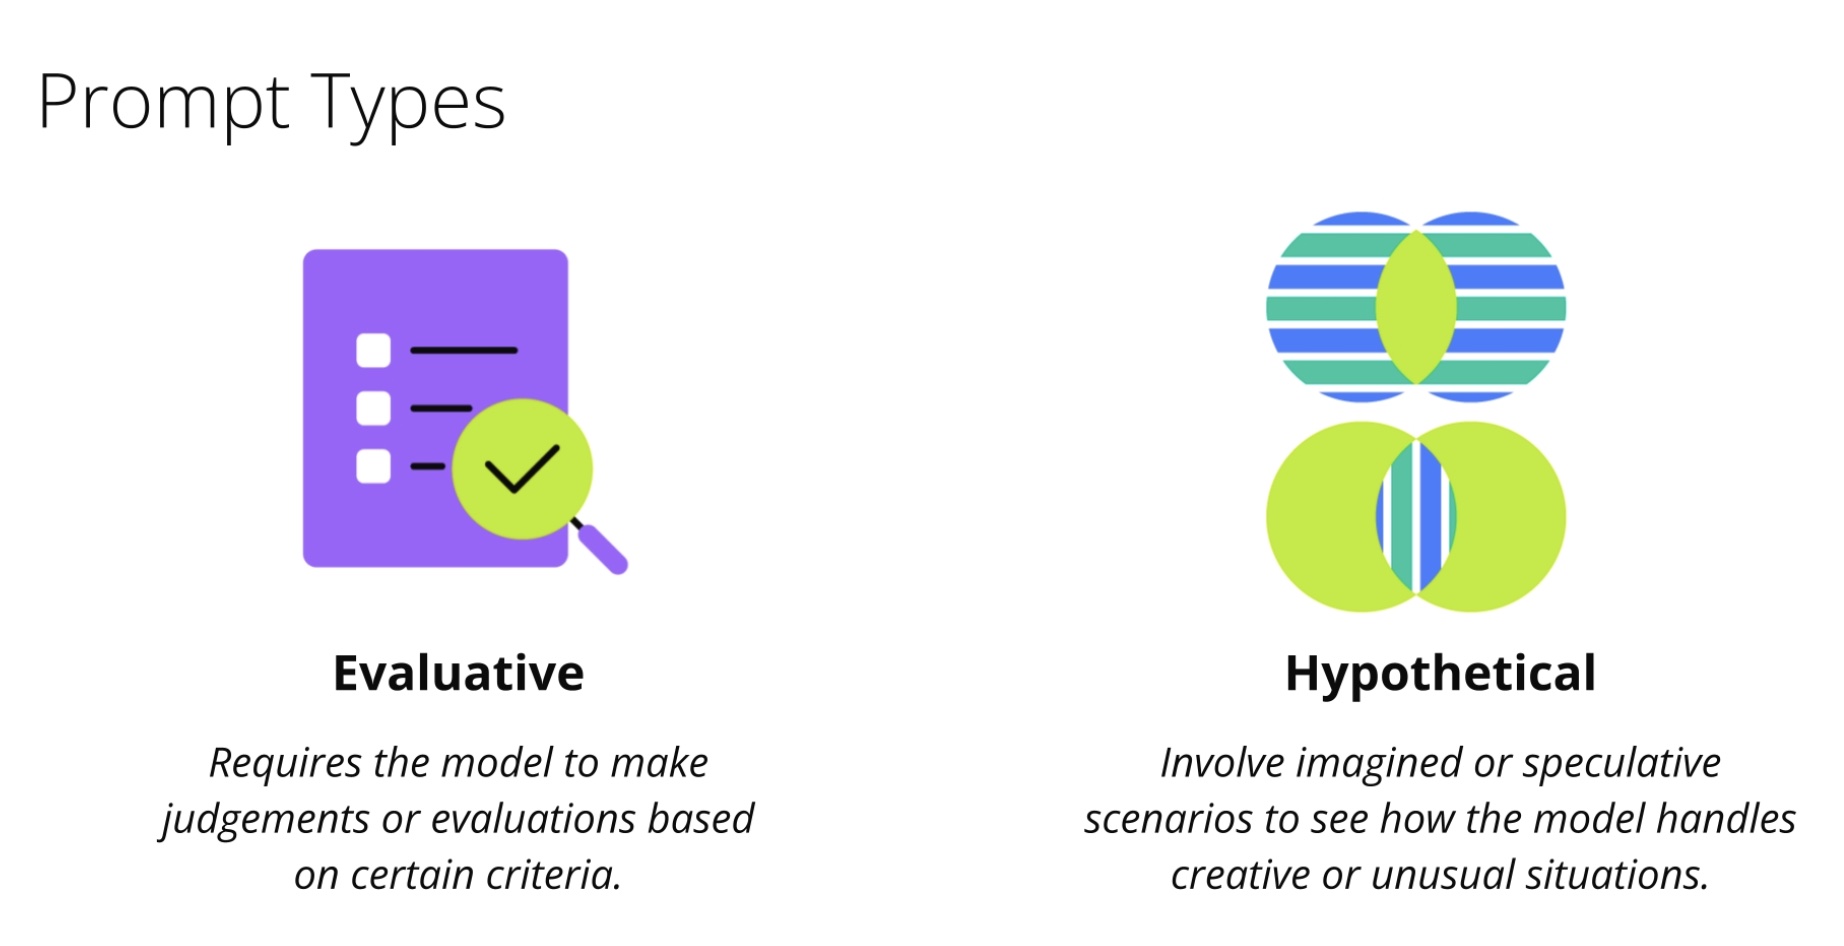 Prompt Types
Evaluative
Requires the model to make
judgements or evaluations based
on certain criteria.
Hypothetical
Involve imagined or speculative
scenarios to see how the model handles
creative or unusual situations.